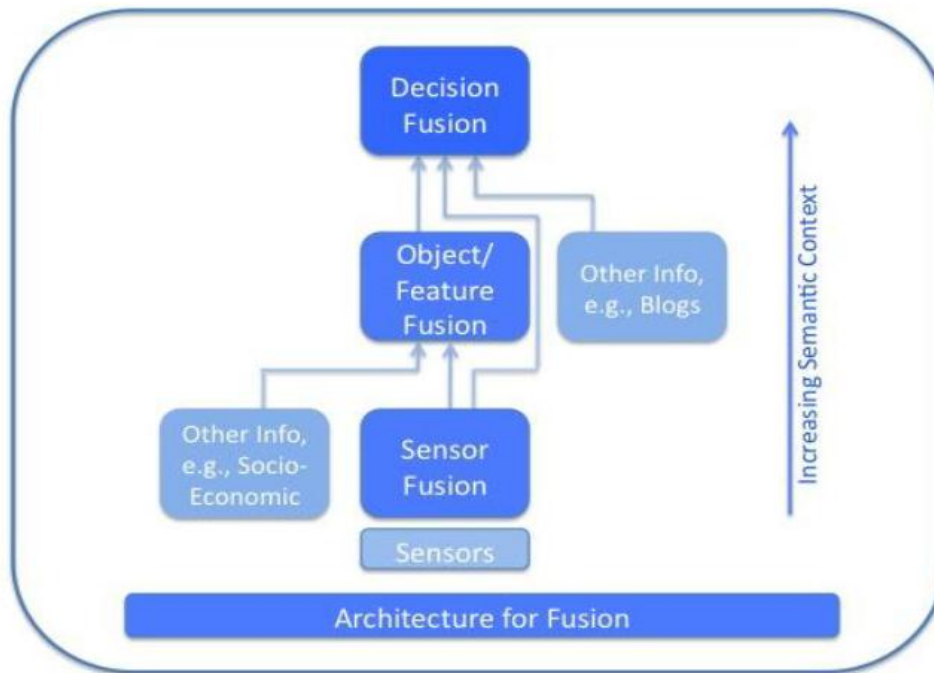 Decision
Fusion
Object/
Feature
Fusion
Other Info,
e.g., Blogs
Increasing Semantic Context
Other Info,
e.g., Socio-
Economic
Sensor
Fusion
Sensors
Architecture for Fusion